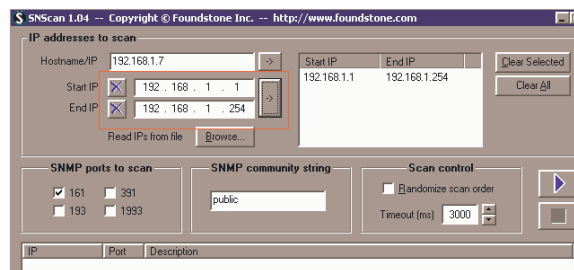 SNScan 1.04 -- Copyright © Foundstone Inc. -- http://www.foundstone.com
IP addresses to scan
Hostname/IP 192.168.1.7 ->
Start IP X 192 . 168 . 1 . 1
End IP X 192 . 168 . 1 . 254
->
Read IPs from file Browse...
Start IP End IP
192.168.1.1 192.168.1.254
Clear Selected
Clear All
SNMP ports to scan
161 391
193 1993
SNMP community string
public
Scan control
Randomize scan order
Timeout (ms) 3000
IP Port Description